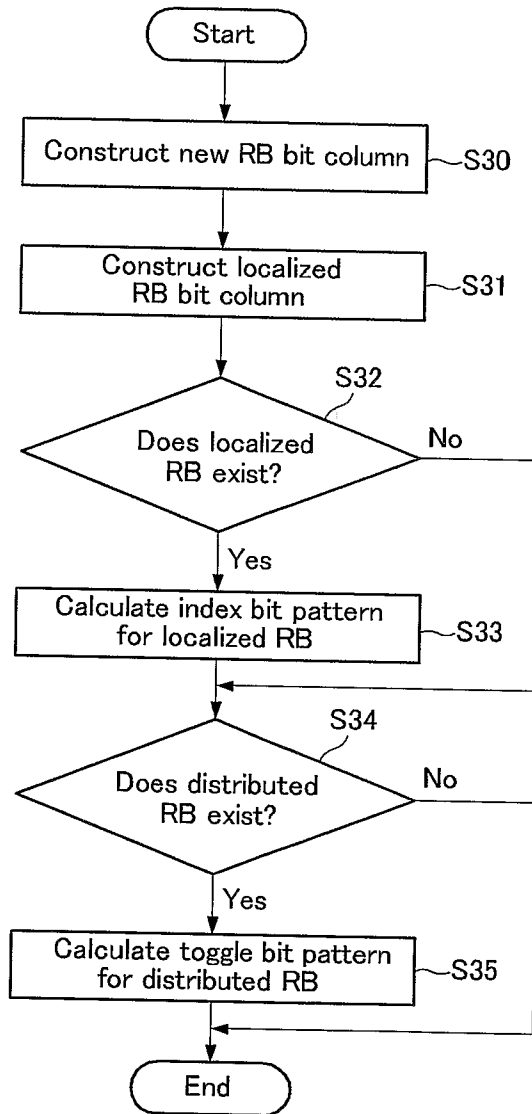 Start
Construct new RB bit column
S30
Construct localized
RB bit column
S31
S32
Does localized
RB exist?
No
Yes
Calculate index bit pattern
for localized RB
S33
S34
Does distributed
RB exist?
No
Yes
Calculate toggle bit pattern
for distributed RB
S35
End